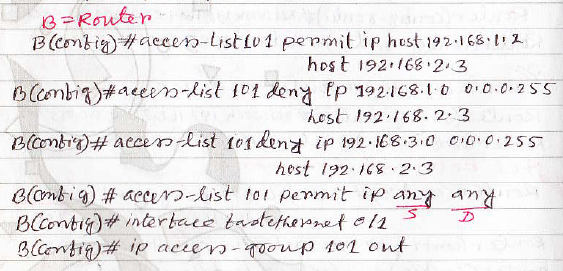 B = Router
B(config)#access-list 101 permit ip host 192.168.1.2
host 192.168.2.3
B(config)#access-list 101 deny ip 192.168.1.0 0.0.0.255
host 192.168.2.3
B(config)# access-list 101 deny ip 192.168.3.0 0.0.0.255
host 192.168.2.3
B(config) # access-list 101 permit ip any any
S D
B(config)# interface fastethernet 0/1
B(config)# ip access-group 101 out